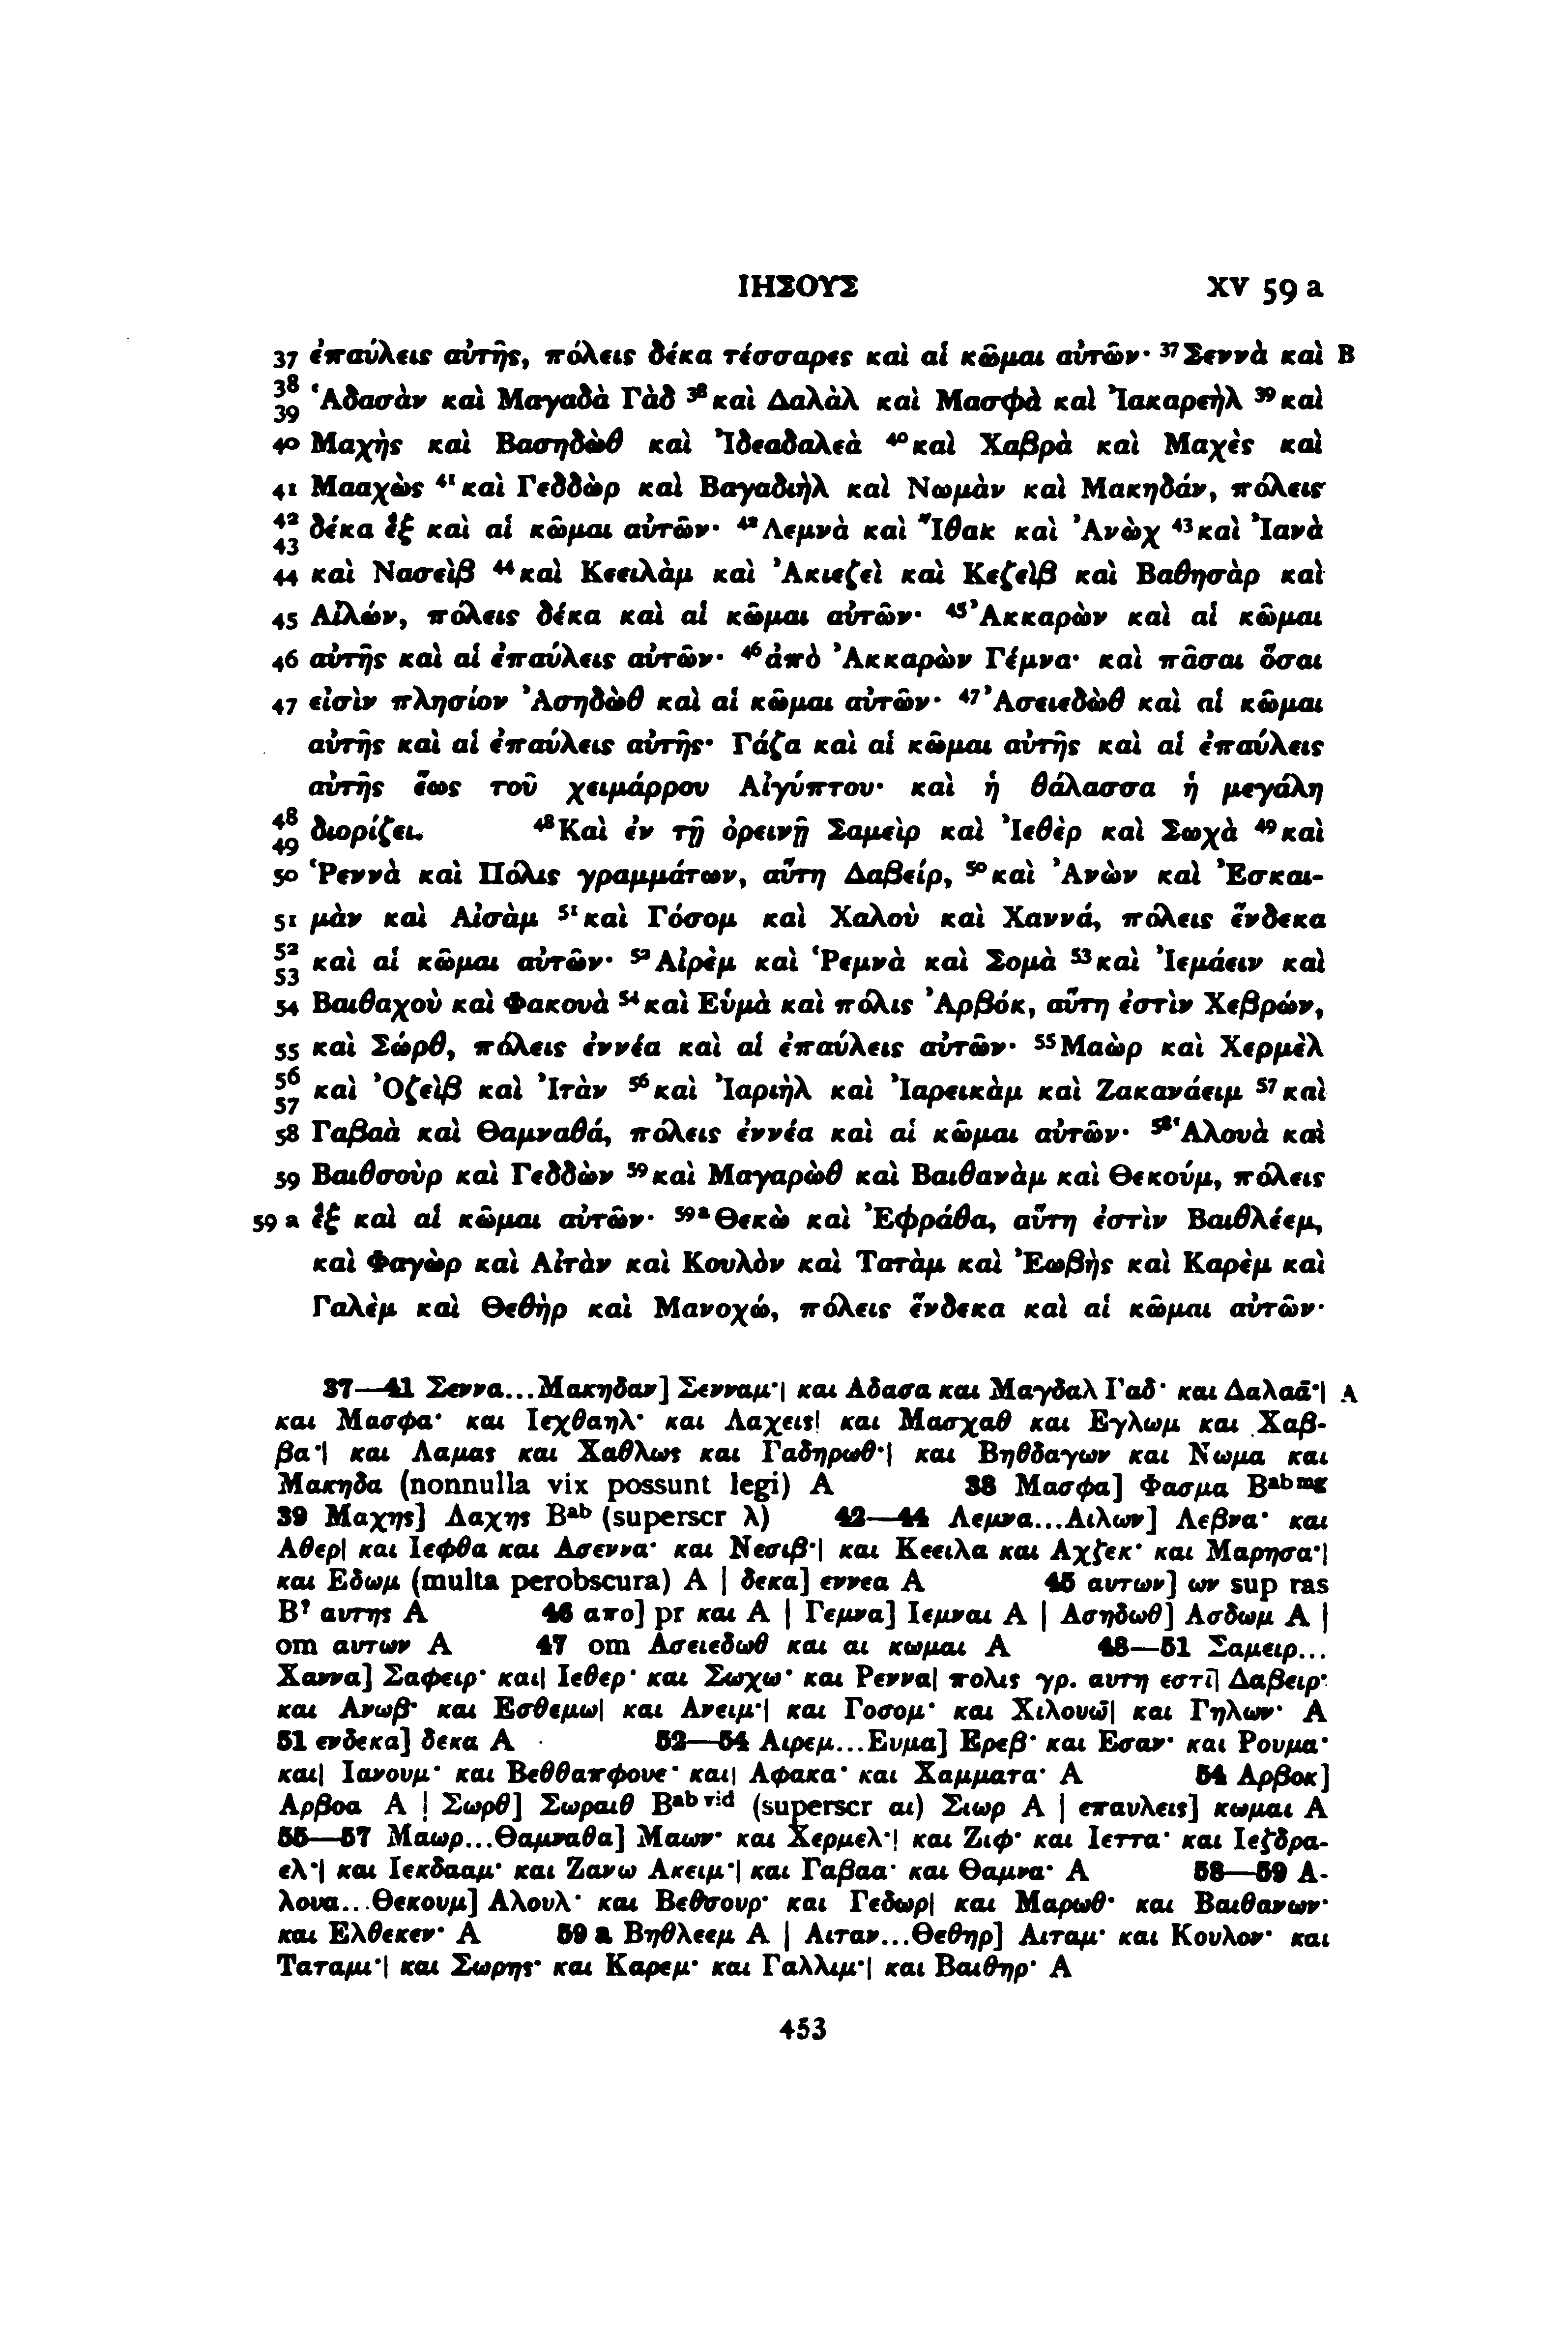 ΙΗΣΟΥΣ XV 59 a
37 ἐπαύλεις αὐτῆς, πόλεις δέκα τέσσαρες καὶ αἱ κῶμαι αὐτῶν· ³⁷Σεννὰ καὶ B
38 39 Ἁδασὰν καὶ Μαγαδὰ Γὰδ ³⁸καὶ Δαλὰλ καὶ Μασφὰ καὶ Ἰακαρεὴλ ³⁹καὶ
40 Μαχὴς καὶ Βασηδὼθ καὶ Ἰδεαδαλεὰ ⁴⁰καὶ Χαβρὰ καὶ Μαχὲς καὶ
41 Μααχὼς ⁴¹καὶ Γεδδὼρ καὶ Βαγαδιὴλ καὶ Νωμὰν καὶ Μακηδάν, πόλεις
42 43 δέκα ἓξ καὶ αἱ κῶμαι αὐτῶν· ⁴²Λεμνὰ καὶ Ἴθακ καὶ Ἀνὼχ ⁴³καὶ Ἰανὰ
44 καὶ Νασεὶβ ⁴⁴καὶ Κεειλὰμ καὶ Ἀκιεζεὶ καὶ Κεζεὶβ καὶ Βαθησὰρ καὶ
45 Αἰλών, πόλεις δέκα καὶ αἱ κῶμαι αὐτῶν· ⁴⁵Ἀκκαρὼν καὶ αἱ κῶμαι
46 αὐτῆς καὶ αἱ ἐπαύλεις αὐτῶν· ⁴⁶ἀπὸ Ἀκκαρὼν Γέμνα· καὶ πᾶσαι ὅσαι
47 εἰσὶν πλησίον Ἀσηδὼθ καὶ αἱ κῶμαι αὐτῶν· ⁴⁷Ἀσειεδὼθ καὶ αἱ κῶμαι
αὐτῆς καὶ αἱ ἐπαύλεις αὐτῆς· Γάζα καὶ αἱ κῶμαι αὐτῆς καὶ αἱ ἐπαύλεις
αὐτῆς ἕως τοῦ χειμάρρου Αἰγύπτου· καὶ ἡ θάλασσα ἡ μεγάλη
48 49 διορίζει. ⁴⁸Καὶ ἐν τῇ ὀρεινῇ Σαμεὶρ καὶ Ἰεθὲρ καὶ Σωχὰ ⁴⁹καὶ
50 Ῥεννὰ καὶ Πόλις γραμμάτων, αὕτη Δαβείρ, ⁵⁰καὶ Ἀνὼν καὶ Ἐσκαι-
51 μὰν καὶ Αἰσὰμ ⁵¹καὶ Γόσομ καὶ Χαλοὺ καὶ Χαννά, πόλεις ἕνδεκα
52 53 καὶ αἱ κῶμαι αὐτῶν· ⁵²Αἰρὲμ καὶ Ῥεμνὰ καὶ Σομὰ ⁵³καὶ Ἰεμάειν καὶ
54 Βαιθαχοὺ καὶ Φακουὰ ⁵⁴καὶ Εὐμὰ καὶ πόλις Ἀρβόκ, αὕτη ἐστὶν Χεβρών,
55 καὶ Σώρθ, πόλεις ἐννέα καὶ αἱ ἐπαύλεις αὐτῶν· ⁵⁵Μαὼρ καὶ Χερμὲλ
56 57 καὶ Ὀζεὶβ καὶ Ἰτὰν ⁵⁶καὶ Ἰαριὴλ καὶ Ἰαρεικὰμ καὶ Ζακανάειμ ⁵⁷καὶ
58 Γαβαὰ καὶ Θαμναθά, πόλεις ἐννέα καὶ αἱ κῶμαι αὐτῶν· ⁵⁸Ἁλουὰ καὶ
59 Βαιθσοὺρ καὶ Γεδδὼν ⁵⁹καὶ Μαγαρὼθ καὶ Βαιθανὰμ καὶ Θεκούμ, πόλεις
59 a ἓξ καὶ αἱ κῶμαι αὐτῶν· ⁵⁹ᵃΘεκὼ καὶ Ἐφράθα, αὕτη ἐστὶν Βαιθλέεμ,
καὶ Φαγὼρ καὶ Αἰτὰν καὶ Κουλὸν καὶ Τατὰμ καὶ Ἐωβὴς καὶ Καρὲμ καὶ
Γαλὲμ καὶ Θεθὴρ καὶ Μανοχώ, πόλεις ἕνδεκα καὶ αἱ κῶμαι αὐτῶν·
37—41 Σεννα...Μακηδαν] Σενναμ·| και Αδασα και Μαγδαλ Γαδ· και Δαλαā·| A
και Μασφα· και Ιεχθαηλ· και Λαχεις| και Μασχαθ και Εγλωμ και Χαβ-
βα·| και Λαμας και Χαθλως και Γαδηρωθ·| και Βηθδαγων και Νωμα και
Μακηδα (nonnulla vix possunt legi) A 38 Μασφα] Φασμα Bᵃᵇᵐᵍ
39 Μαχης] Λαχης Bᵃᵇ (superscr λ) 42—44 Λεμνα...Αιλων] Λεβνα· και
Αθερ| και Ιεφθα και Ασεννα· και Νεσιβ·| και Κεειλα και Αχζεκ· και Μαρησα·|
και Εδωμ (multa perobscura) A | δεκα] εννεα A 45 αυτων] ων sup ras
B? αυτης A 46 απο] pr και A | Γεμνα] Ιεμναι A | Ασηδωθ] Ασδωμ A |
om αυτων A 47 om Ασειεδωθ και αι κωμαι A 48—51 Σαμειρ...
Χαννα] Σαφειρ· και| Ιεθερ· και Σωχω· και Ρεννα| πολις γρ. αυτη εστῑ| Δαβειρ·
και Ανωβ· και Εσθεμω| και Ανειμ·| και Γοσομ· και Χιλουω̄| και Γηλων· A
51 ενδεκα] δεκα A 52—54 Αιρεμ...Ευμα] Ερεβ· και Εσαν· και Ρουμα·
και| Ιανουμ· και Βεθθαπφουε· και| Αφακα· και Χαμματα· A 54 Αρβοκ]
Αρβοα A | Σωρθ] Σωραιθ Bᵃᵇ ᵛⁱᵈ (superscr αι) Σιωρ A | επαυλεις] κωμαι A
55—57 Μαωρ...Θαμναθα] Μαων· και Χερμελ·| και Ζιφ· και Ιεττα· και Ιεζδρα-
ελ·| και Ιεκδααμ· και Ζανω Ακειμ·| και Γαβαα· και Θαμνα· A 58—59 Α-
λουα...Θεκουμ] Αλουλ· και Βεθσουρ· και Γεδωρ| και Μαρωθ· και Βαιθανων·
και Ελθεκεν· A 59 a Βηθλεεμ A | Αιταν...Θεθηρ] Αιταμ· και Κουλον· και
Ταταμι·| και Σωρης· και Καρεμ· και Γαλλιμ·| και Βαιθηρ· A
453